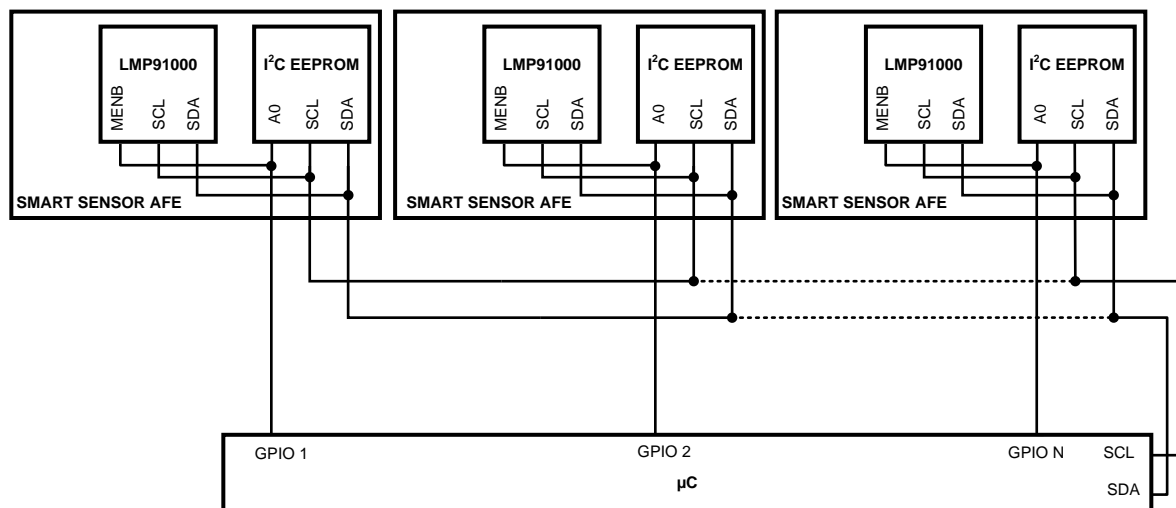 LMP91000
I²C EEPROM
MENB
SCL
SDA
A0
SCL
SDA
SMART SENSOR AFE
LMP91000
I²C EEPROM
MENB
SCL
SDA
A0
SCL
SDA
SMART SENSOR AFE
LMP91000
I²C EEPROM
MENB
SCL
SDA
A0
SCL
SDA
SMART SENSOR AFE
GPIO 1
GPIO 2
GPIO N
SCL
SDA
µC